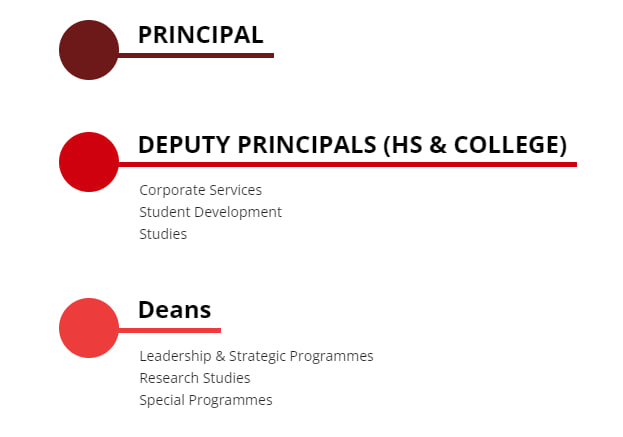 PRINCIPAL
DEPUTY PRINCIPALS (HS & COLLEGE)
Corporate Services
Student Development
Studies
Deans
Leadership & Strategic Programmes
Research Studies
Special Programmes